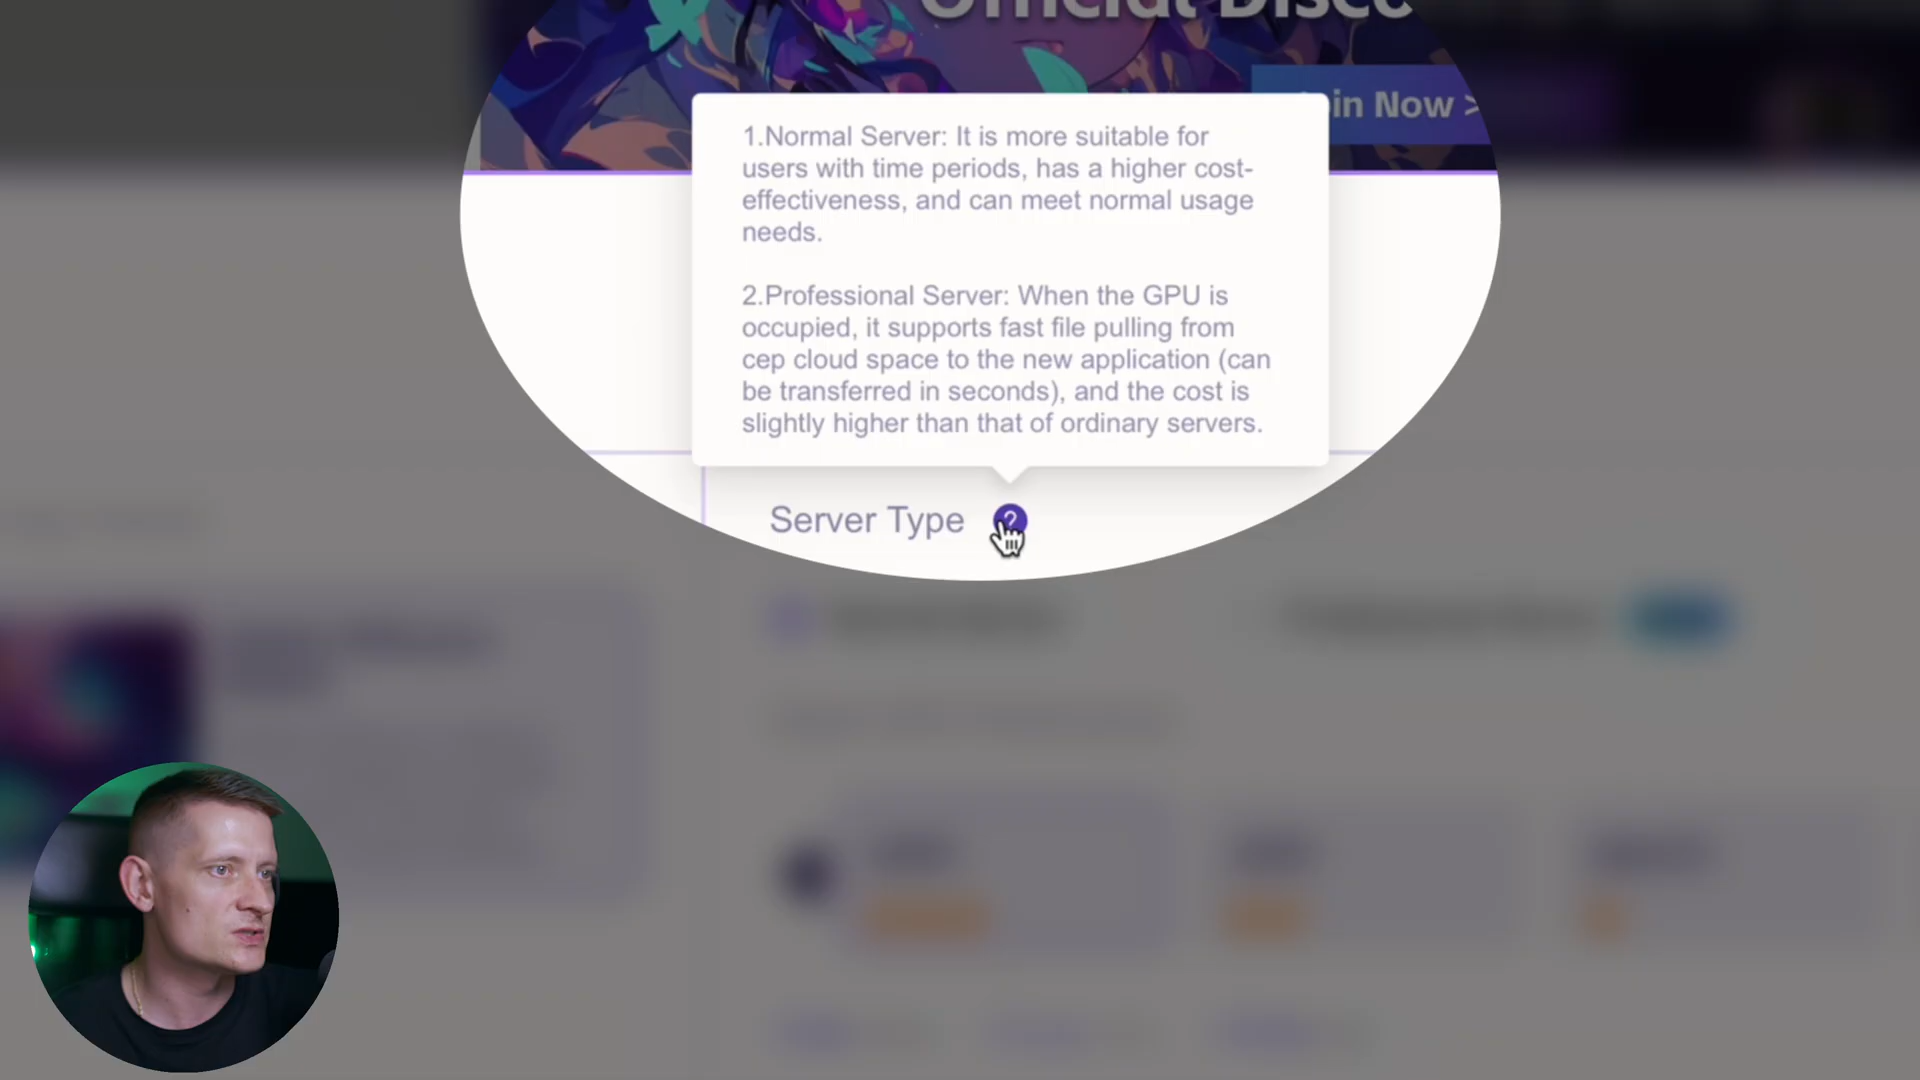 Official Disco
in Now >
1.Normal Server: It is more suitable for
users with time periods, has a higher cost-
effectiveness, and can meet normal usage
needs.
2.Professional Server: When the GPU is
occupied, it supports fast file pulling from
cep cloud space to the new application (can
be transferred in seconds), and the cost is
slightly higher than that of ordinary servers.
Server Type ?